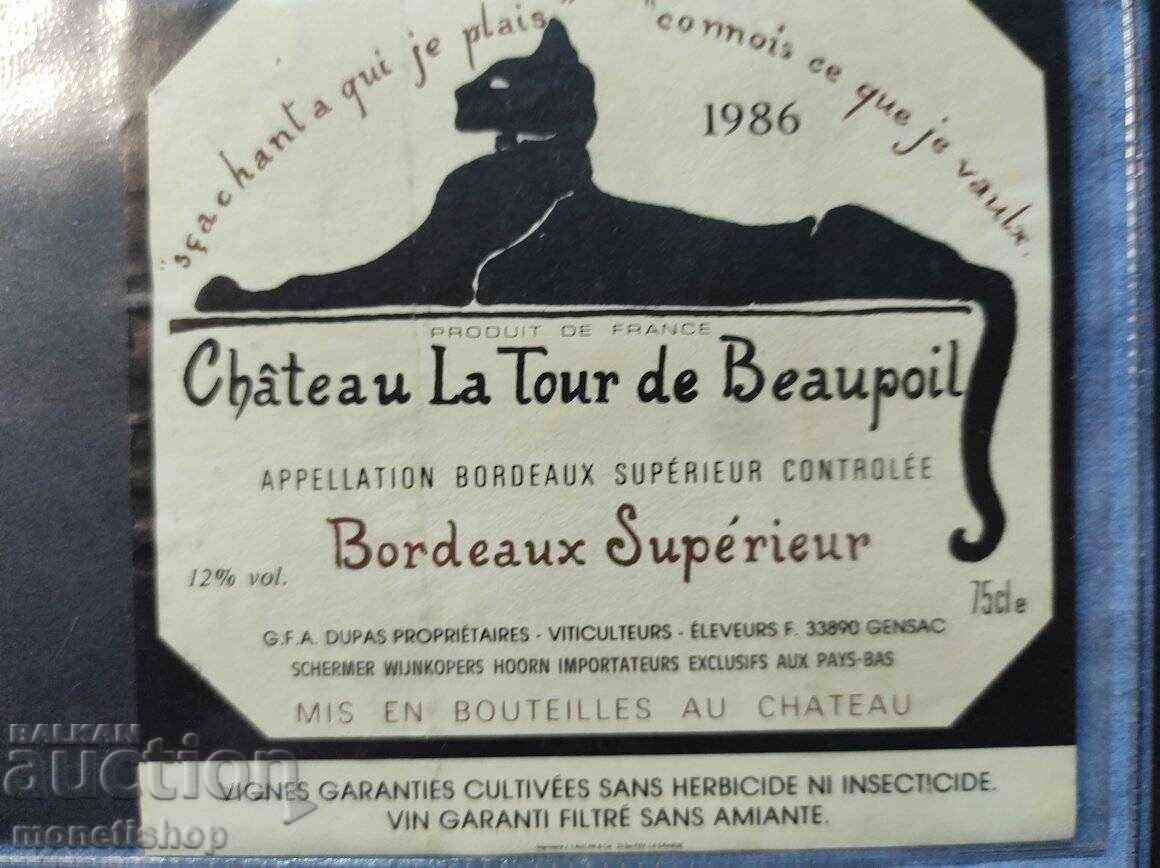 "sçachant a qui je plais"
"connois ce que je vaulx"
1986
PRODUIT DE FRANCE
Château La Tour de Beaupoil
APPELLATION BORDEAUX SUPÉRIEUR CONTROLÉE
Bordeaux Supérieur
12% vol.
75cl e
G.F.A. DUPAS PROPRIÉTAIRES - VITICULTEURS - ÉLEVEURS F. 33890 GENSAC
SCHERMER WIJNKOPERS HOORN IMPORTATEURS EXCLUSIFS AUX PAYS-BAS
MIS EN BOUTEILLES AU CHATEAU
VIGNES GARANTIES CULTIVÉES SANS HERBICIDE NI INSECTICIDE.
VIN GARANTI FILTRÉ SANS AMIANTE.
BALKAN
auction
monetishop